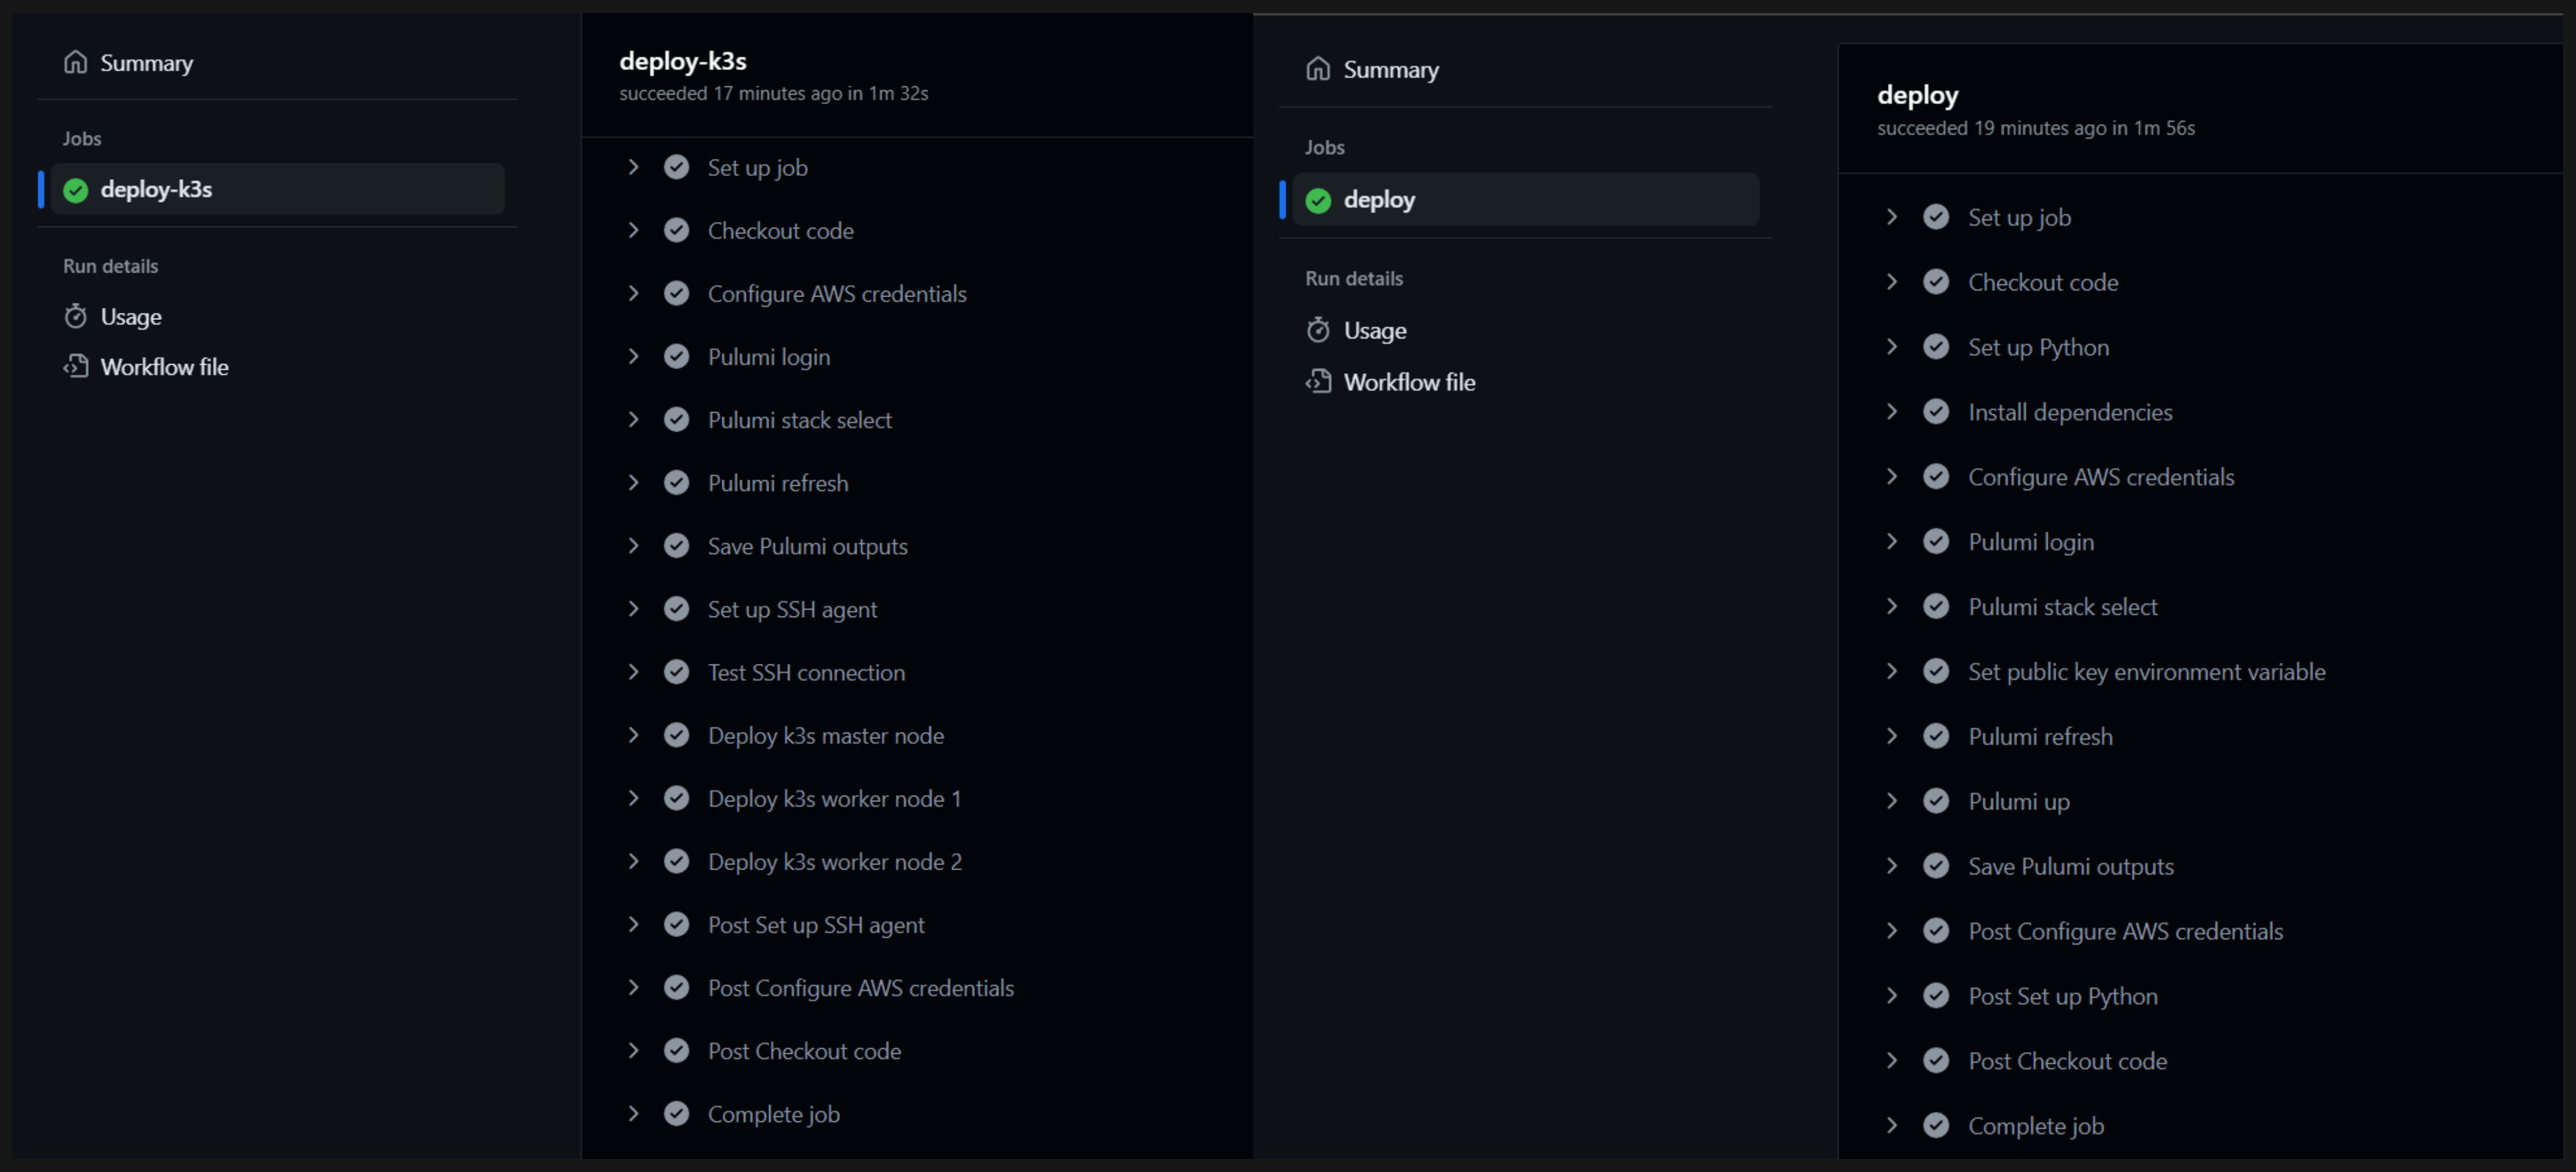 Summary
Jobs
deploy-k3s
Run details
Usage
Workflow file
deploy-k3s
succeeded 17 minutes ago in 1m 32s
Set up job
Checkout code
Configure AWS credentials
Pulumi login
Pulumi stack select
Pulumi refresh
Save Pulumi outputs
Set up SSH agent
Test SSH connection
Deploy k3s master node
Deploy k3s worker node 1
Deploy k3s worker node 2
Post Set up SSH agent
Post Configure AWS credentials
Post Checkout code
Complete job
Summary
Jobs
deploy
Run details
Usage
Workflow file
deploy
succeeded 19 minutes ago in 1m 56s
Set up job
Checkout code
Set up Python
Install dependencies
Configure AWS credentials
Pulumi login
Pulumi stack select
Set public key environment variable
Pulumi refresh
Pulumi up
Save Pulumi outputs
Post Configure AWS credentials
Post Set up Python
Post Checkout code
Complete job